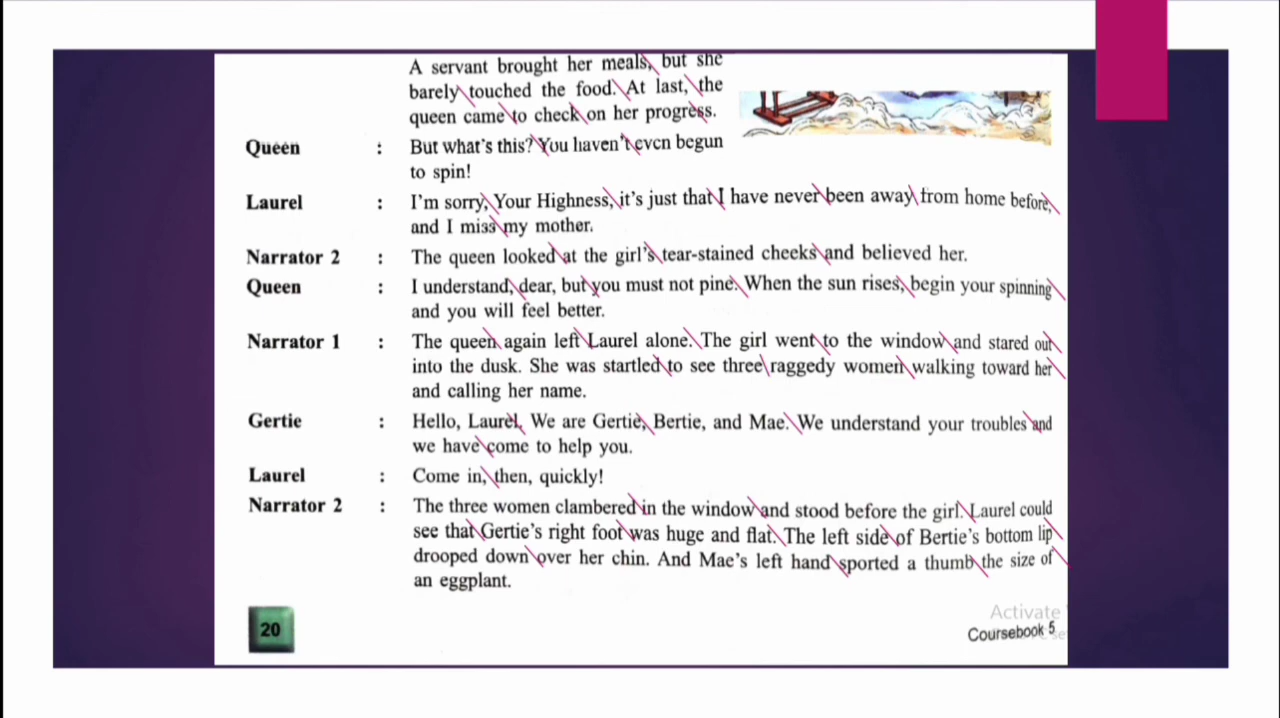 A servant brought her meals, but she
barely touched the food. At last, the
queen came to check on her progress.
Queen : But what's this? You haven't even begun
to spin!
Laurel : I'm sorry, Your Highness, it's just that I have never been away from home before,
and I miss my mother.
Narrator 2 : The queen looked at the girl's tear-stained cheeks and believed her.
Queen : I understand, dear, but you must not pine. When the sun rises, begin your spinning
and you will feel better.
Narrator 1 : The queen again left Laurel alone. The girl went to the window and stared out
into the dusk. She was startled to see three raggedy women walking toward her
and calling her name.
Gertie : Hello, Laurel, We are Gertie, Bertie, and Mae. We understand your troubles and
we have come to help you.
Laurel : Come in, then, quickly!
Narrator 2 : The three women clambered in the window and stood before the girl. Laurel could
see that Gertie's right foot was huge and flat. The left side of Bertie's bottom lip
drooped down over her chin. And Mae's left hand sported a thumb the size of
an eggplant.
Activate
20
Coursebook 5